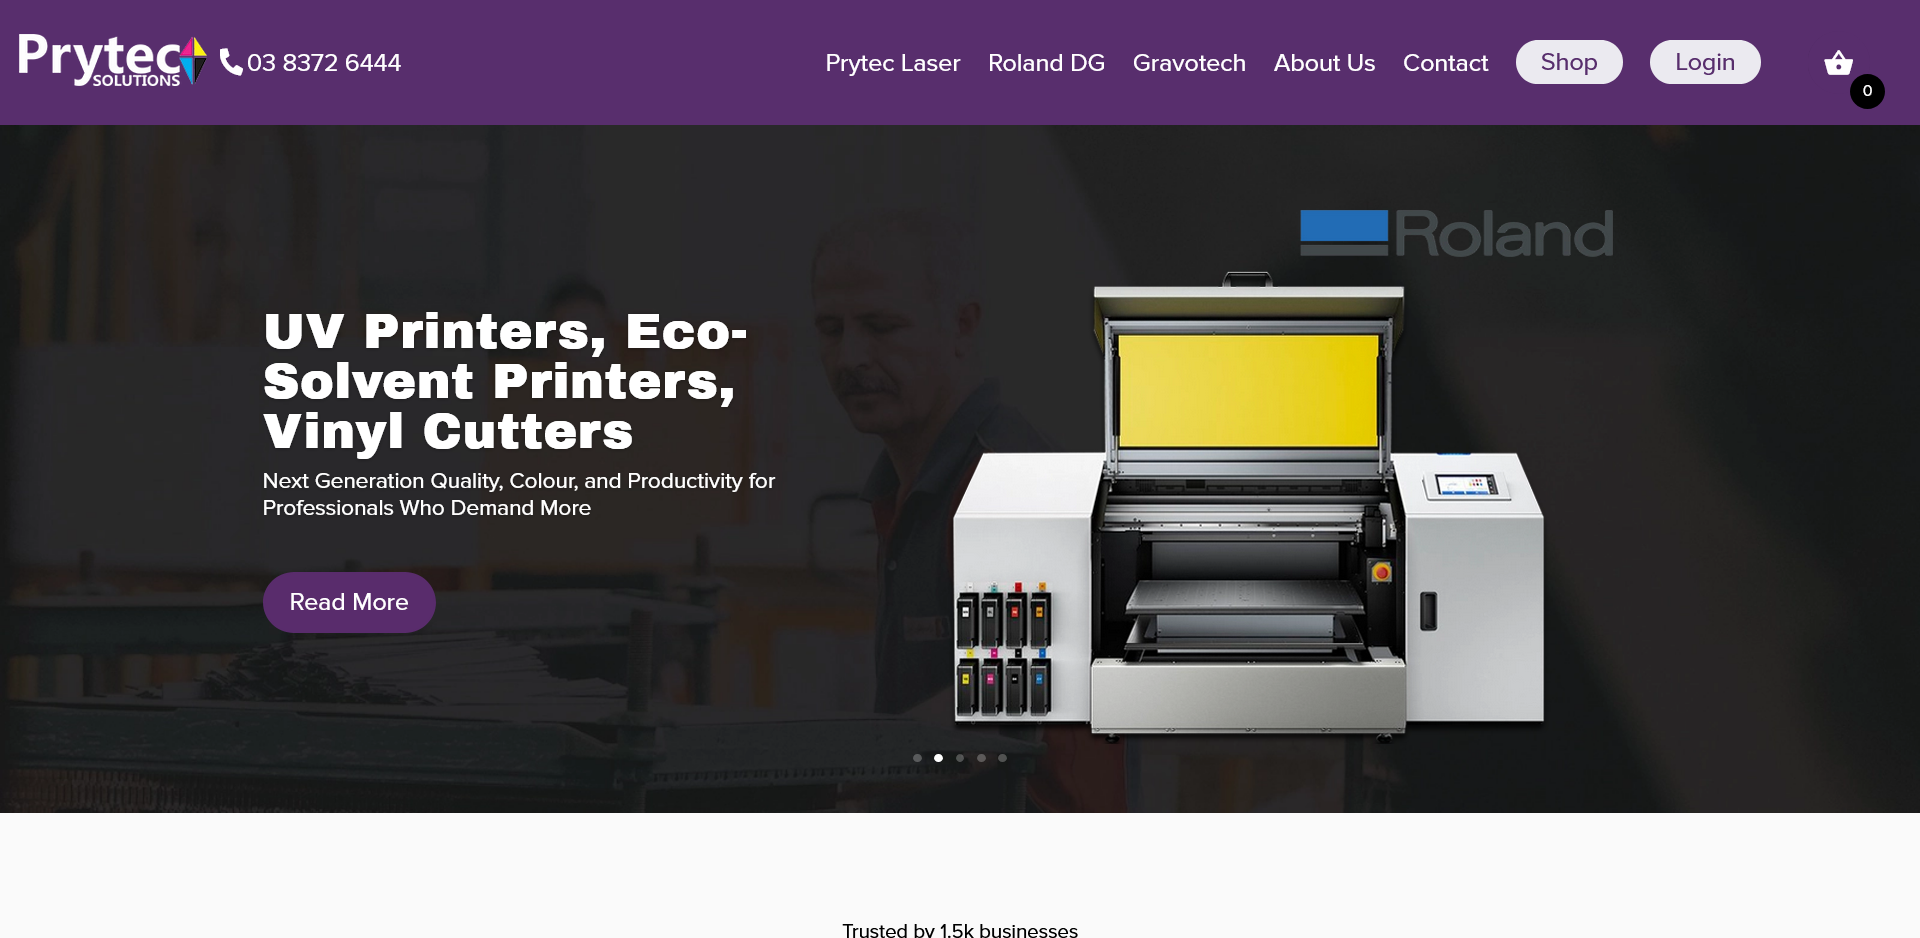 Prytec
SOLUTIONS
03 8372 6444
Prytec Laser
Roland DG
Gravotech
About Us
Contact
Shop
Login
0
Roland
UV Printers, Eco-
Solvent Printers,
Vinyl Cutters
Next Generation Quality, Colour, and Productivity for
Professionals Who Demand More
Read More
Trusted by 1.5k businesses